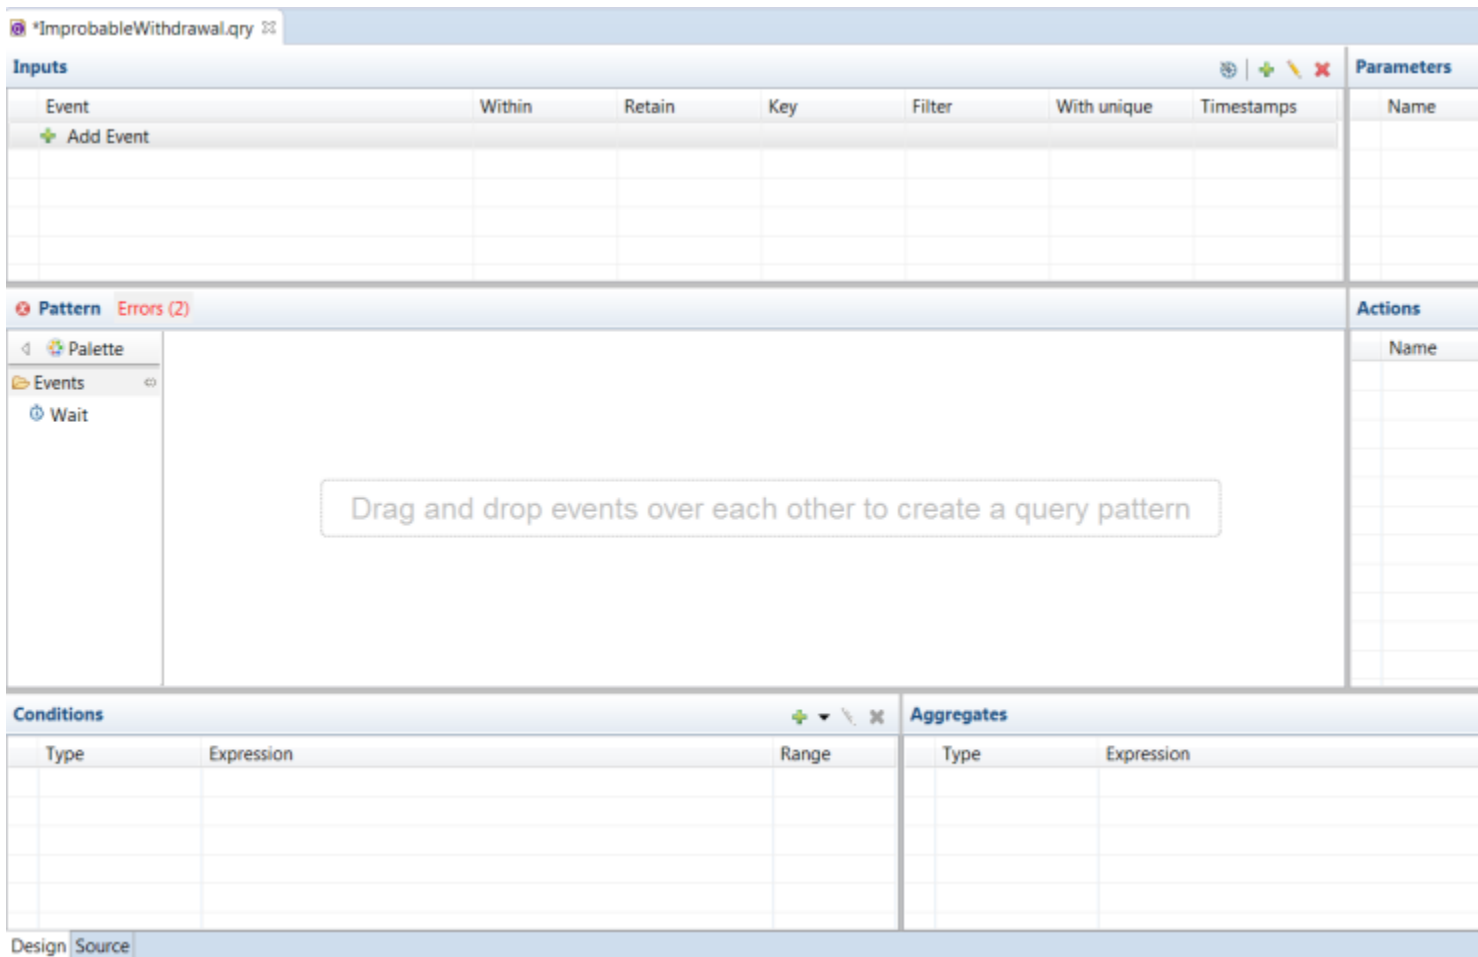 *ImprobableWithdrawal.qry
Inputs
Parameters
Event Within Retain Key Filter With unique Timestamps
Name
Add Event
Pattern Errors (2)
Actions
Palette
Name
Events
Wait
Drag and drop events over each other to create a query pattern
Conditions
Aggregates
Type Expression Range
Type Expression
Design Source